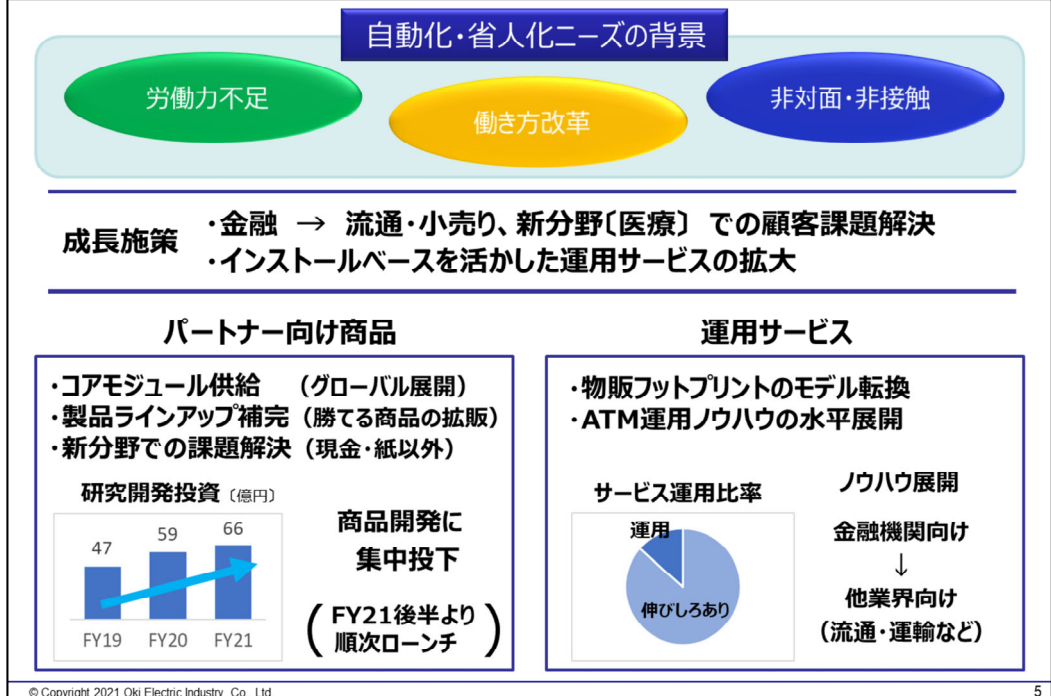 自動化・省人化ニーズの背景
労働力不足
働き方改革
非対面・非接触
成長施策
・金融 → 流通・小売り、新分野〔医療〕での顧客課題解決
・インストールベースを活かした運用サービスの拡大
パートナー向け商品
・コアモジュール供給 （グローバル展開）
・製品ラインアップ補完（勝てる商品の拡販）
・新分野での課題解決（現金・紙以外）
研究開発投資〔億円〕
47
59
66
FY19
FY20
FY21
商品開発に
集中投下
（FY21後半より
順次ローンチ）
運用サービス
・物販フットプリントのモデル転換
・ATM運用ノウハウの水平展開
サービス運用比率
運用
伸びしろあり
ノウハウ展開
金融機関向け
↓
他業界向け
（流通・運輸など）
© Copyright 2021 Oki Electric Industry Co., Ltd.
5